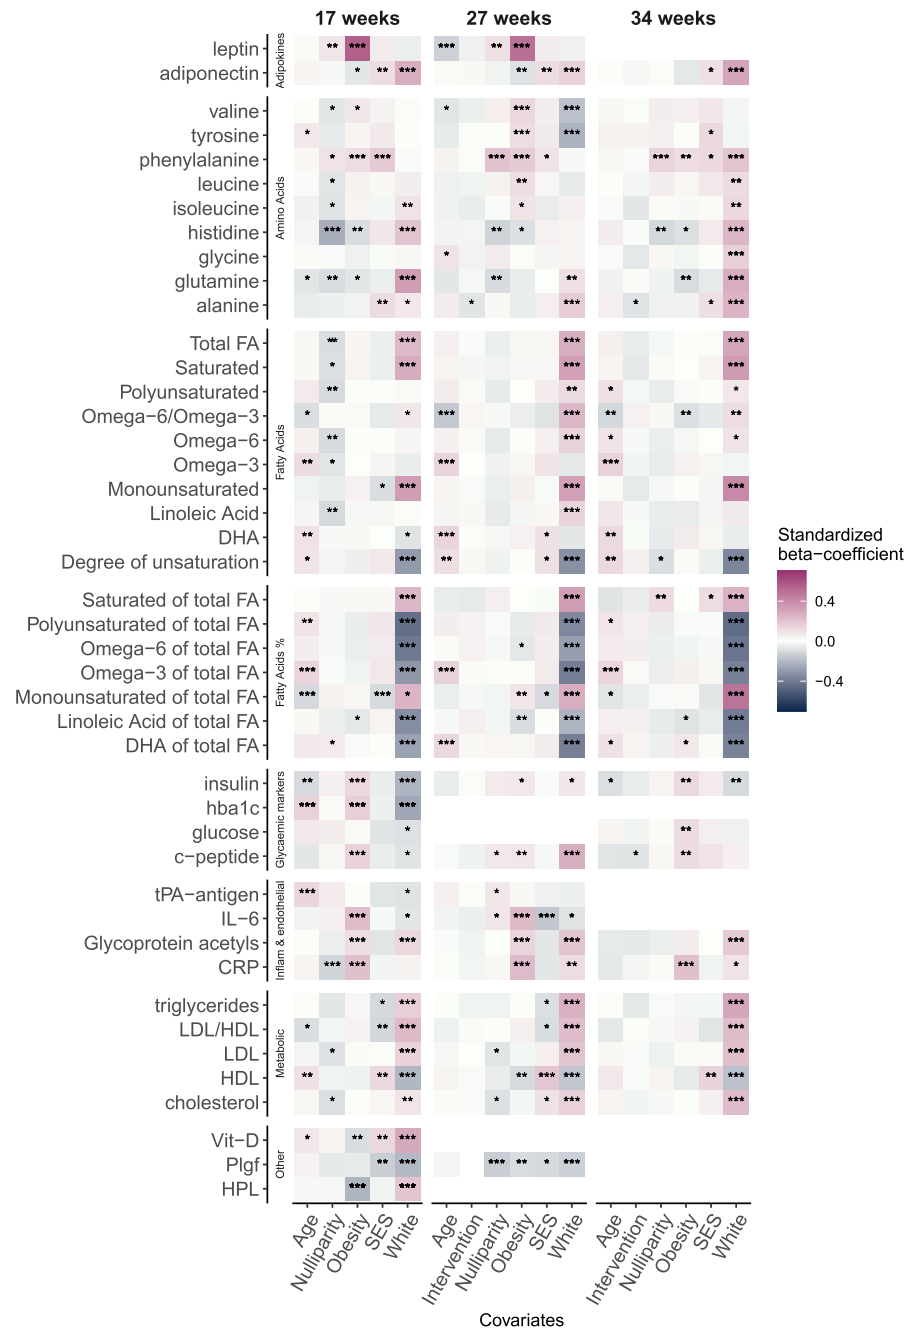 17 weeks 27 weeks 34 weeks
Adipokines
leptin ** *** *** ** ***
adiponectin * ** *** ** ** *** * ***
Amino Acids
valine * * * *** ***
tyrosine * *** *** *
phenylalanine * *** *** *** *** * *** ** * ***
leucine * ** **
isoleucine * ** * **
histidine *** ** *** ** * ** * ***
glycine * ***
glutamine * ** * *** ** ** ** ***
alanine ** * * *** * * ***
Fatty Acids
Total FA ** *** *** ***
Saturated * *** *** ***
Polyunsaturated ** ** * *
Omega−6/Omega−3 * * *** *** ** ** **
Omega−6 ** *** * *
Omega−3 ** * *** ***
Monounsaturated * *** *** ***
Linoleic Acid ** ***
DHA ** * *** * **
Degree of unsaturation * *** ** * *** ** * ***
Fatty Acids %
Saturated of total FA *** *** ** * ***
Polyunsaturated of total FA ** *** *** * ***
Omega−6 of total FA *** * *** ***
Omega−3 of total FA *** *** *** *** *** ***
Monounsaturated of total FA *** *** * ** * *** * ***
Linoleic Acid of total FA * *** ** *** * ***
DHA of total FA * *** *** *** * * ***
Glycaemic markers
insulin ** *** *** * * * ** **
hba1c *** *** ***
glucose * **
c−peptide *** * * ** *** * **
Inflam & endothelial
tPA−antigen *** * *
IL−6 *** * * *** *** *
Glycoprotein acetyls *** *** *** *** ***
CRP *** *** *** ** *** *
Metabolic
triglycerides * *** * *** ***
LDL/HDL * ** *** * *** ***
LDL * *** * *** ***
HDL ** ** *** ** *** *** ** ***
cholesterol * ** * * *** ***
Other
Vit−D * ** ** ***
Plgf ** *** *** ** * ***
HPL *** ***
Age Nulliparity Obesity SES White Age Intervention Nulliparity Obesity SES White Age Intervention Nulliparity Obesity SES White
Covariates
Standardized
beta−coefficient
0.4
0.0
−0.4